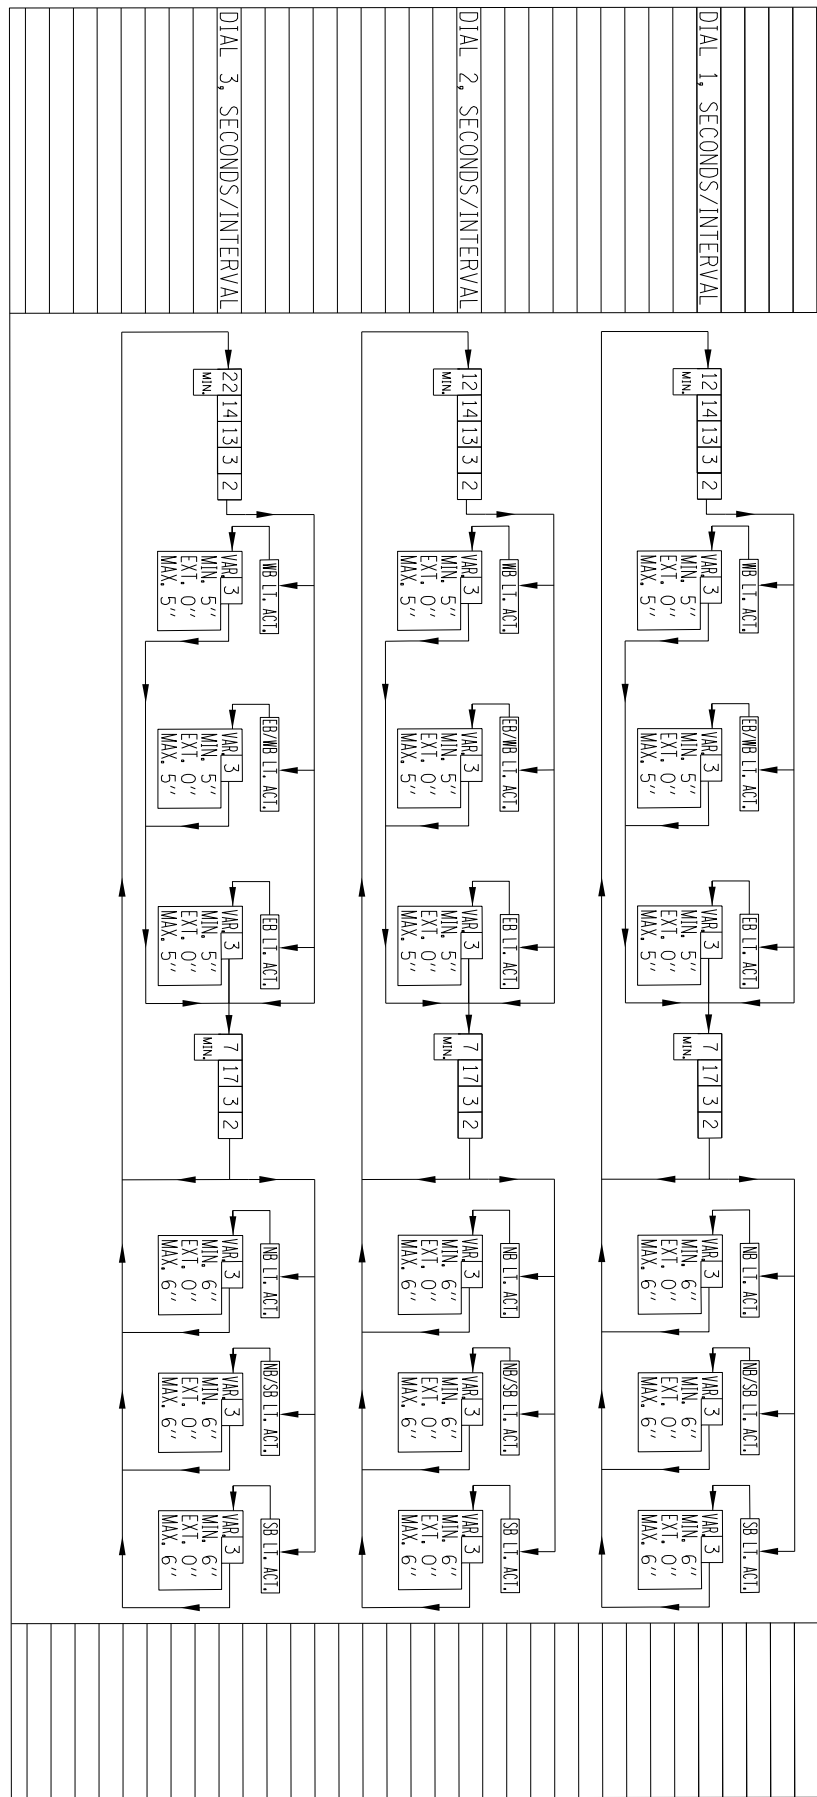 DIAL 1, SECONDS/INTERVAL
12 14 13 3 2
MIN.
WB LT. ACT.
VAR. 3
MIN. 5"
EXT. 0"
MAX. 5"
EB/WB LT. ACT.
VAR. 3
MIN. 5"
EXT. 0"
MAX. 5"
EB LT. ACT.
VAR. 3
MIN. 5"
EXT. 0"
MAX. 5"
7 17 3 2
MIN.
NB LT. ACT.
VAR. 3
MIN. 6"
EXT. 0"
MAX. 6"
NB/SB LT. ACT.
VAR. 3
MIN. 6"
EXT. 0"
MAX. 6"
SB LT. ACT.
VAR. 3
MIN. 6"
EXT. 0"
MAX. 6"
DIAL 2, SECONDS/INTERVAL
12 14 13 3 2
MIN.
WB LT. ACT.
VAR. 3
MIN. 5"
EXT. 0"
MAX. 5"
EB/WB LT. ACT.
VAR. 3
MIN. 5"
EXT. 0"
MAX. 5"
EB LT. ACT.
VAR. 3
MIN. 5"
EXT. 0"
MAX. 5"
7 17 3 2
MIN.
NB LT. ACT.
VAR. 3
MIN. 6"
EXT. 0"
MAX. 6"
NB/SB LT. ACT.
VAR. 3
MIN. 6"
EXT. 0"
MAX. 6"
SB LT. ACT.
VAR. 3
MIN. 6"
EXT. 0"
MAX. 6"
DIAL 3, SECONDS/INTERVAL
22 14 13 3 2
MIN.
WB LT. ACT.
VAR. 3
MIN. 5"
EXT. 0"
MAX. 5"
EB/WB LT. ACT.
VAR. 3
MIN. 5"
EXT. 0"
MAX. 5"
EB LT. ACT.
VAR. 3
MIN. 5"
EXT. 0"
MAX. 5"
7 17 3 2
MIN.
NB LT. ACT.
VAR. 3
MIN. 6"
EXT. 0"
MAX. 6"
NB/SB LT. ACT.
VAR. 3
MIN. 6"
EXT. 0"
MAX. 6"
SB LT. ACT.
VAR. 3
MIN. 6"
EXT. 0"
MAX. 6"